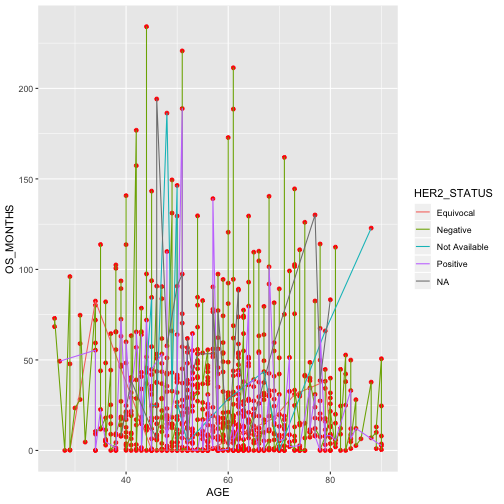 200
150
100
50
0
OS_MONTHS
40
60
80
AGE
HER2_STATUS
Equivocal
Negative
Not Available
Positive
NA